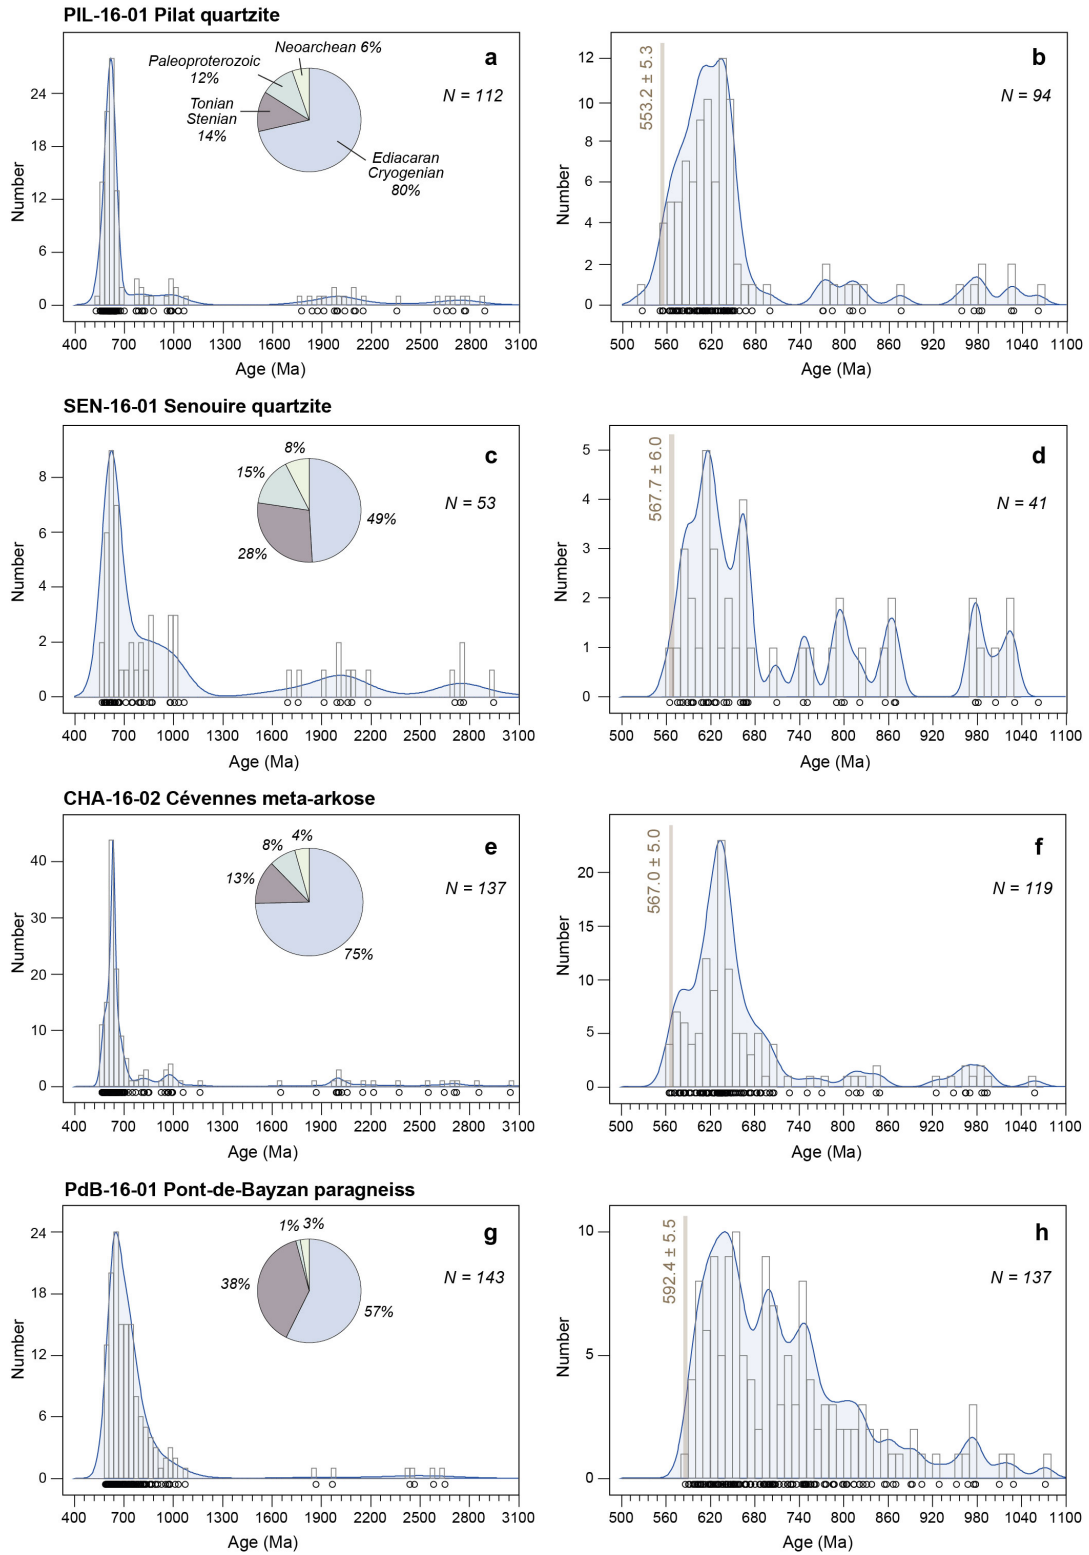 PIL-16-01 Pilat quartzite
a
N = 112
Neoarchean 6%
Paleoproterozoic
12%
Tonian
Stenian
14%
Ediacaran
Cryogenian
80%
Number
24
18
12
6
0
400 700 1000 1300 1600 1900 2200 2500 2800 3100
Age (Ma)
b
N = 94
553.2 ± 5.3
Number
12
10
8
6
4
2
0
500 560 620 680 740 800 860 920 980 1040 1100
Age (Ma)
SEN-16-01 Senouire quartzite
c
N = 53
8%
15%
28%
49%
Number
8
6
4
2
0
400 700 1000 1300 1600 1900 2200 2500 2800 3100
Age (Ma)
d
N = 41
567.7 ± 6.0
Number
5
4
3
2
1
0
500 560 620 680 740 800 860 920 980 1040 1100
Age (Ma)
CHA-16-02 Cévennes meta-arkose
e
N = 137
4%
8%
13%
75%
Number
40
30
20
10
0
400 700 1000 1300 1600 1900 2200 2500 2800 3100
Age (Ma)
f
N = 119
567.0 ± 5.0
Number
20
15
10
5
0
500 560 620 680 740 800 860 920 980 1040 1100
Age (Ma)
PdB-16-01 Pont-de-Bayzan paragneiss
g
N = 143
1% 3%
38%
57%
Number
24
18
12
6
0
400 700 1000 1300 1600 1900 2200 2500 2800 3100
Age (Ma)
h
N = 137
592.4 ± 5.5
Number
10
5
0
500 560 620 680 740 800 860 920 980 1040 1100
Age (Ma)